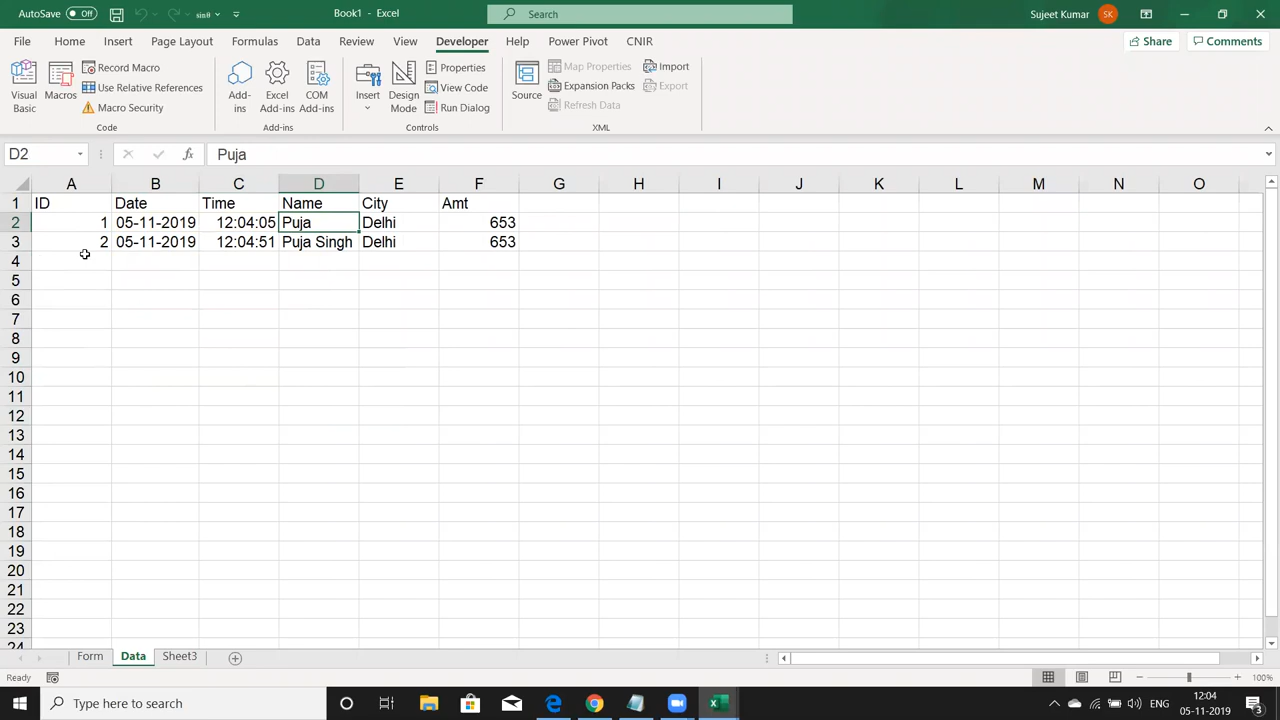 AutoSave Off sinθ Book1 - Excel Search Sujeet Kumar SK
File Home Insert Page Layout Formulas Data Review View Developer Help Power Pivot CNIR Share Comments
Visual Basic Macros Record Macro Use Relative References Macro Security
Add-ins Excel Add-ins COM Add-ins
Insert Design Mode Properties View Code Run Dialog
Source Map Properties Expansion Packs Refresh Data Import Export
Code Add-ins Controls XML
D2 fx Puja
A B C D E F G H I J K L M N O
1 ID Date Time Name City Amt
2 1 05-11-2019 12:04:05 Puja Delhi 653
3 2 05-11-2019 12:04:51 Puja Singh Delhi 653
4
5
6
7
8
9
10
11
12
13
14
15
16
17
18
19
20
21
22
23
24
Form Data Sheet3
Ready 100%
Type here to search ENG 12:04
05-11-2019